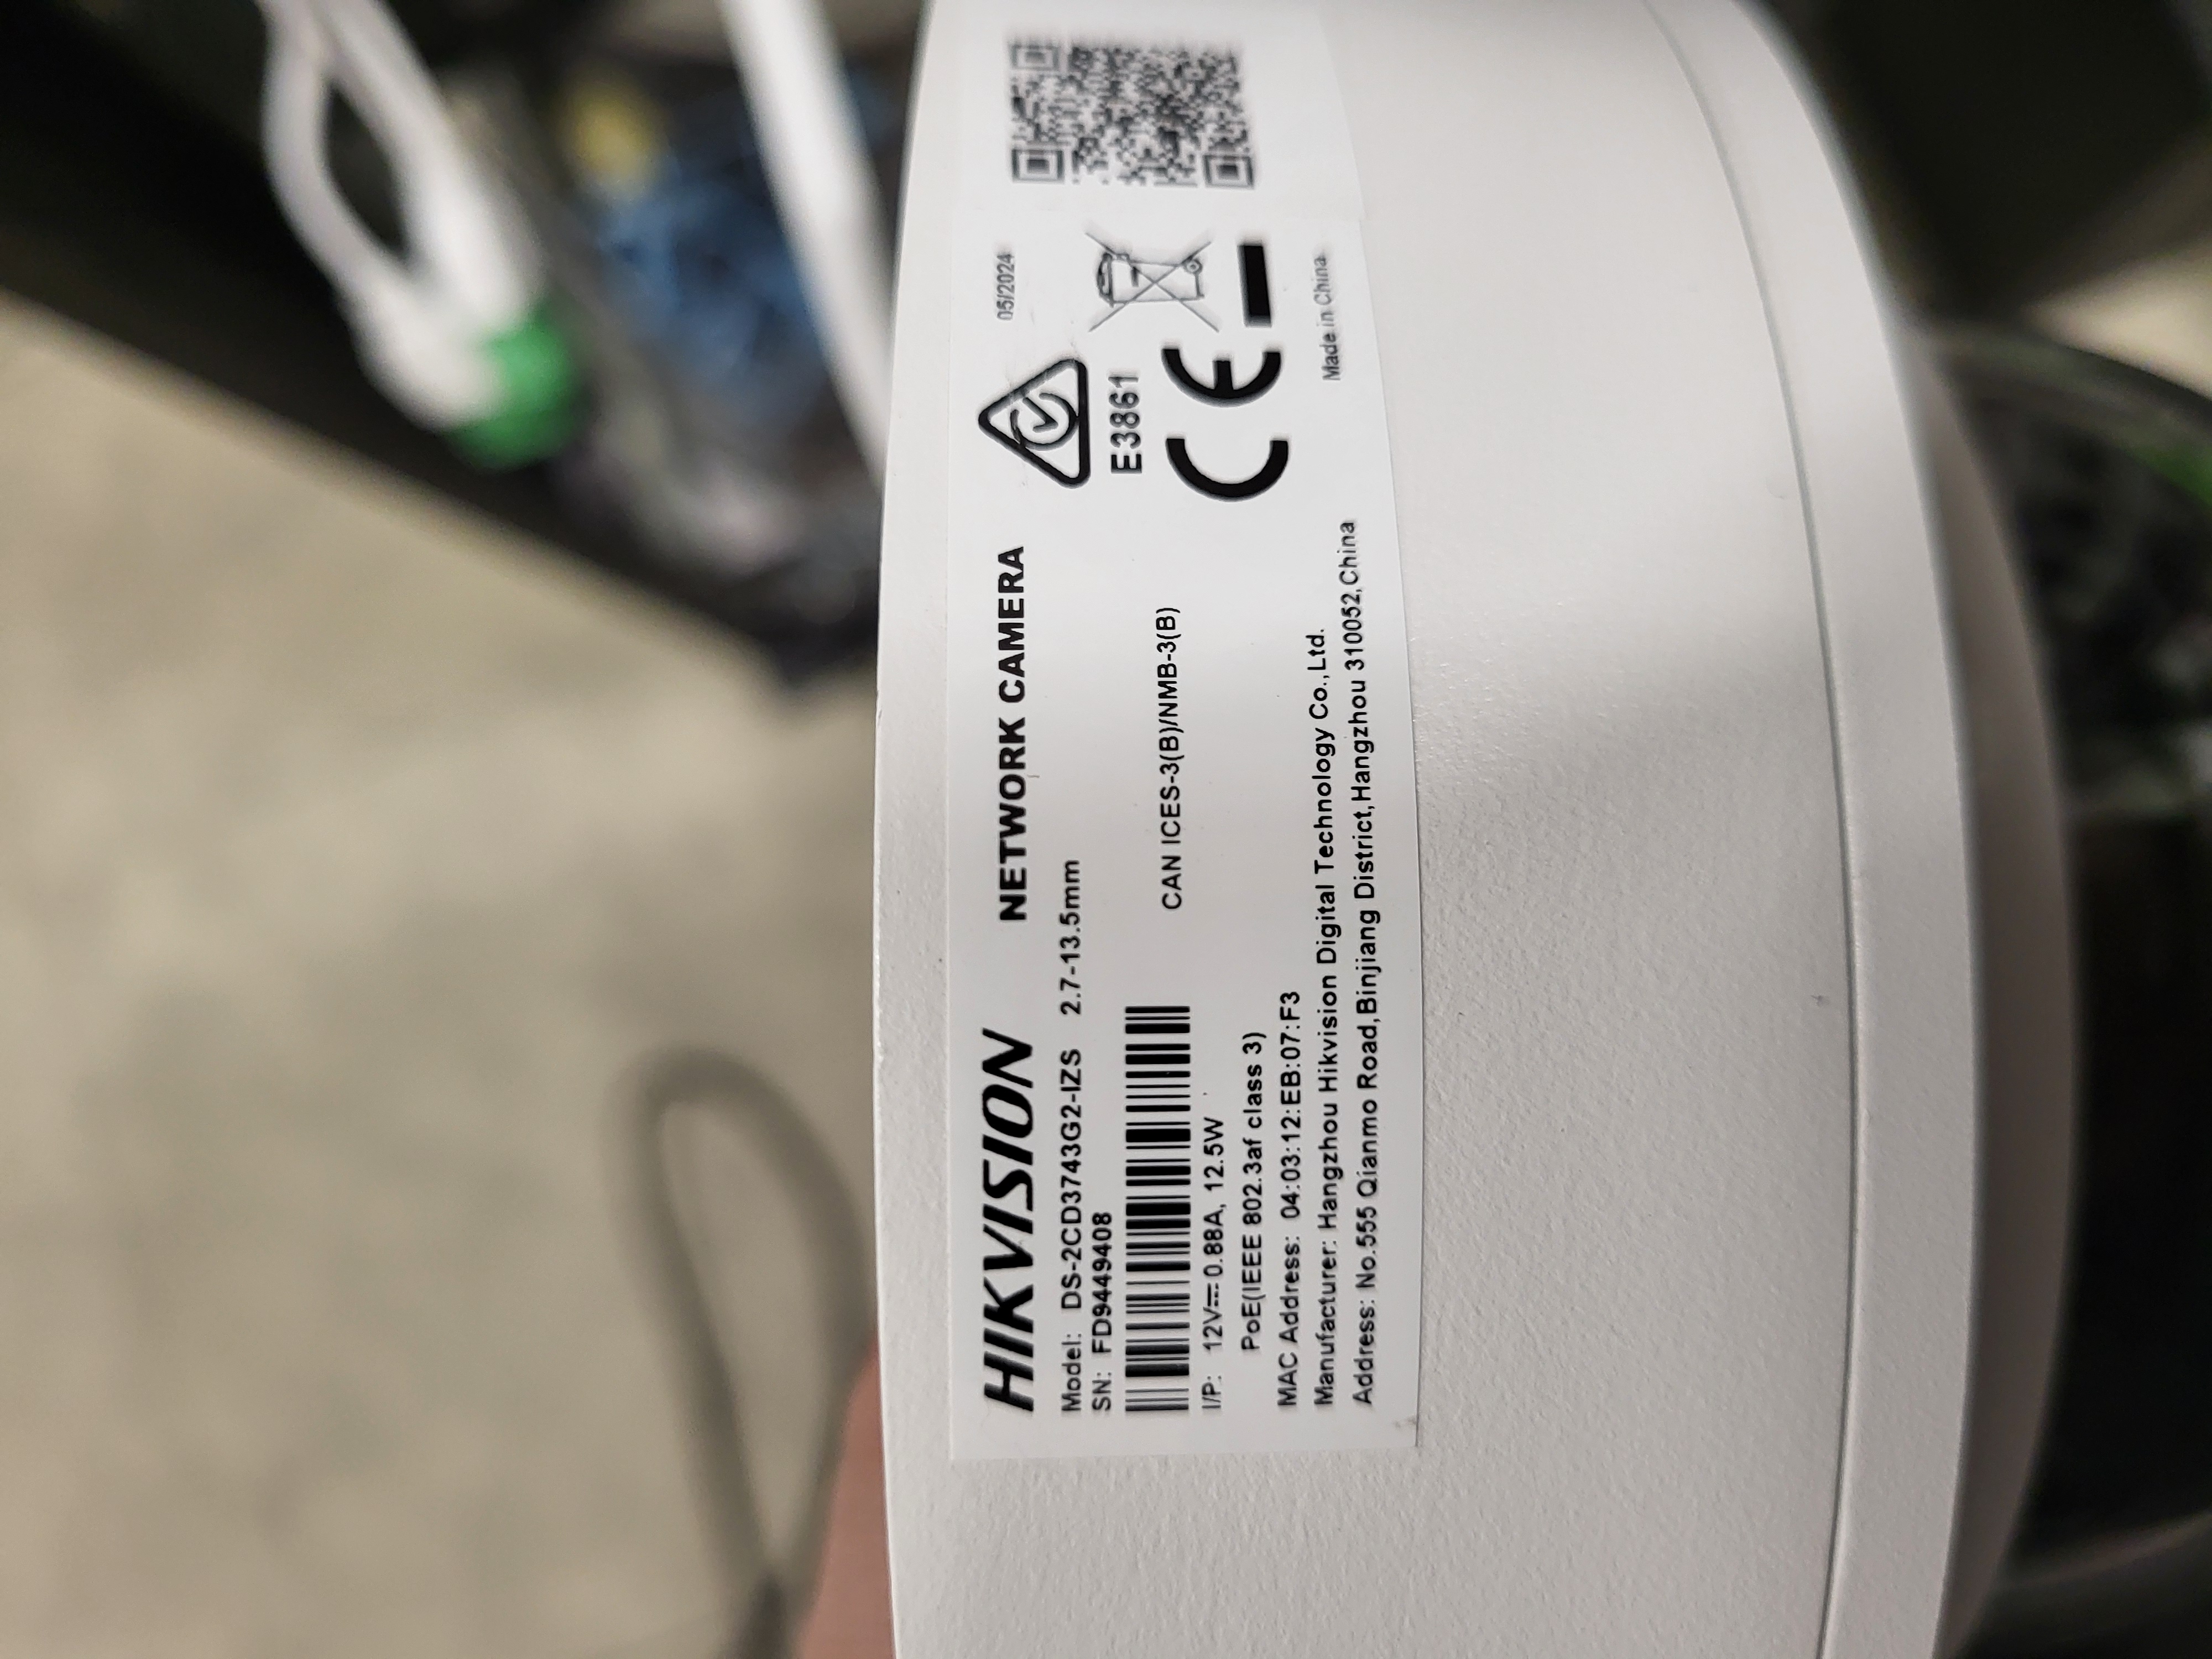 HIKVISION NETWORK CAMERA
05/2024
Model: DS-2CD3743G2-IZS 2.7-13.5mm
SN: FD9449408
E3861
CAN ICES-3(B)/NMB-3(B)
CE
I/P: 12V⎓0.88A, 12.5W
PoE(IEEE 802.3af class 3)
MAC Address: 04:03:12:EB:07:F3
Manufacturer: Hangzhou Hikvision Digital Technology Co.,Ltd.
Made in China
Address: No.555 Qianmo Road,Binjiang District,Hangzhou 310052,China